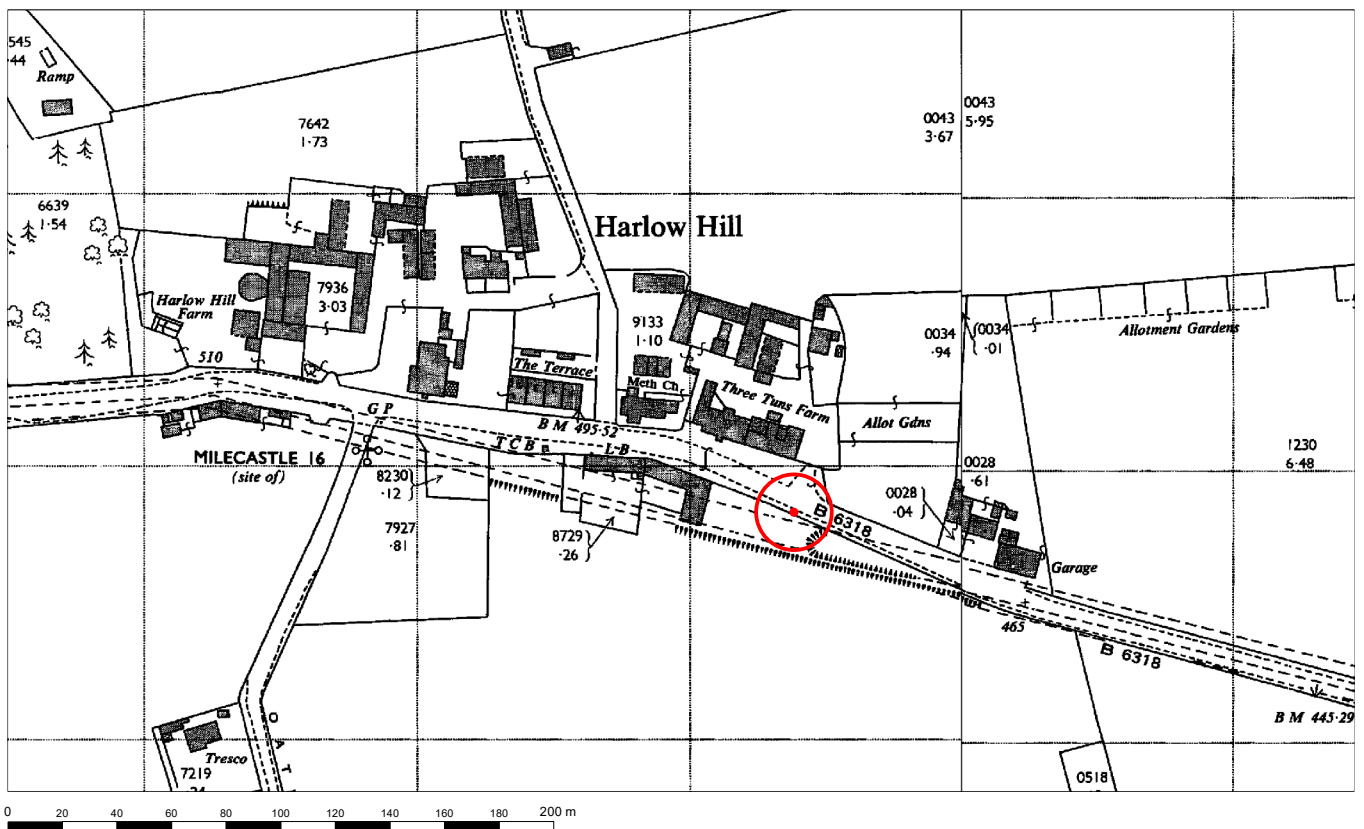 545
·44
Ramp
7642
1·73
0043
3·67
0043
5·95
6639
1·54
Harlow Hill
Harlow Hill
Farm
7936
3·03
9133
1·10
0034
·94
0034
·01
Allotment Gardens
510
The Terrace
Meth Ch
Three Tuns Farm
Allot Gdns
G P
B M 495·52
T C B
L B
MILECASTLE 16
(site of)
8230
·12
7927
·81
8729
·26
0028
·61
0028
·04
1230
6·48
B 6318
Garage
465
B 6318
B M 445·29
Tresco
7219
O A T
0518
0 20 40 60 80 100 120 140 160 200 m